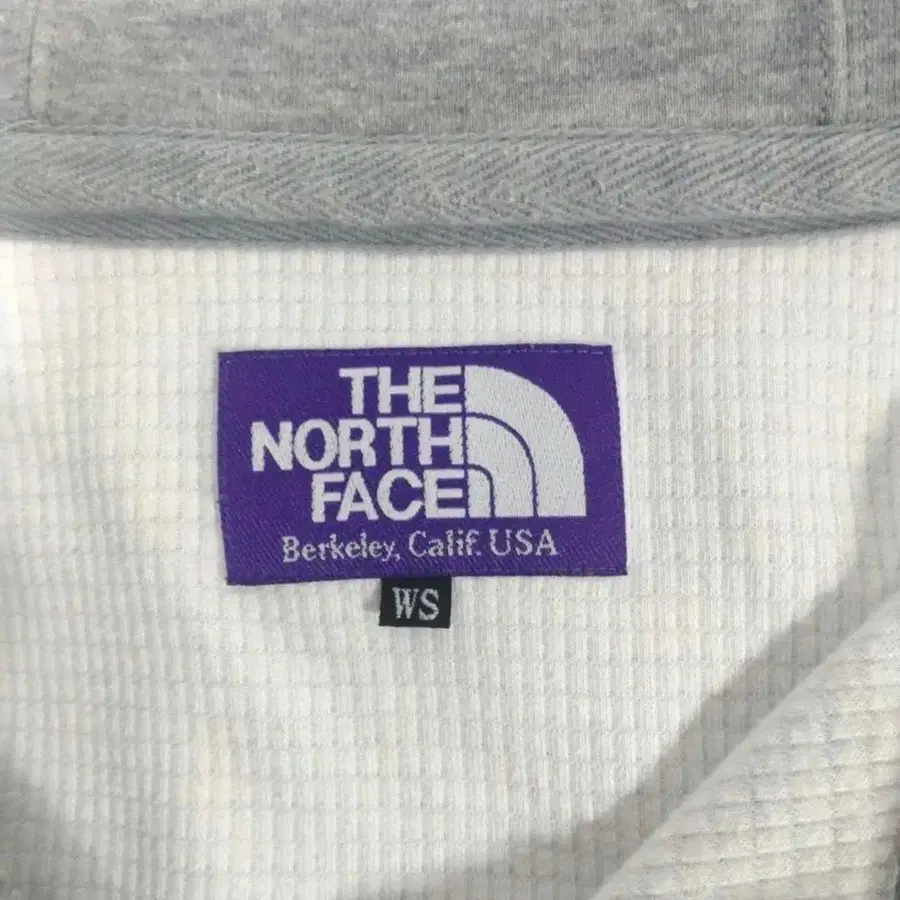 THE
NORTH
FACE
Berkeley, Calif. USA
WS